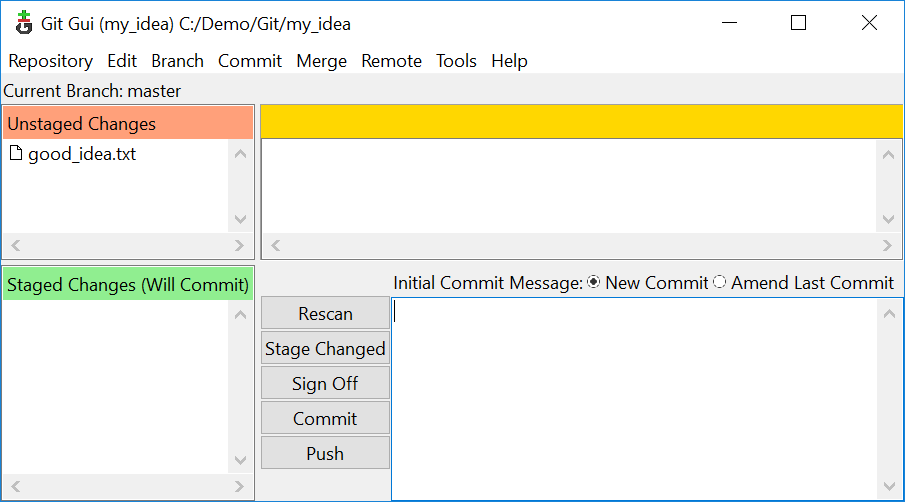 Git Gui (my_idea) C:/Demo/Git/my_idea
Repository Edit Branch Commit Merge Remote Tools Help
Current Branch: master
Unstaged Changes
good_idea.txt
Staged Changes (Will Commit)
Initial Commit Message: New Commit Amend Last Commit
Rescan
Stage Changed
Sign Off
Commit
Push